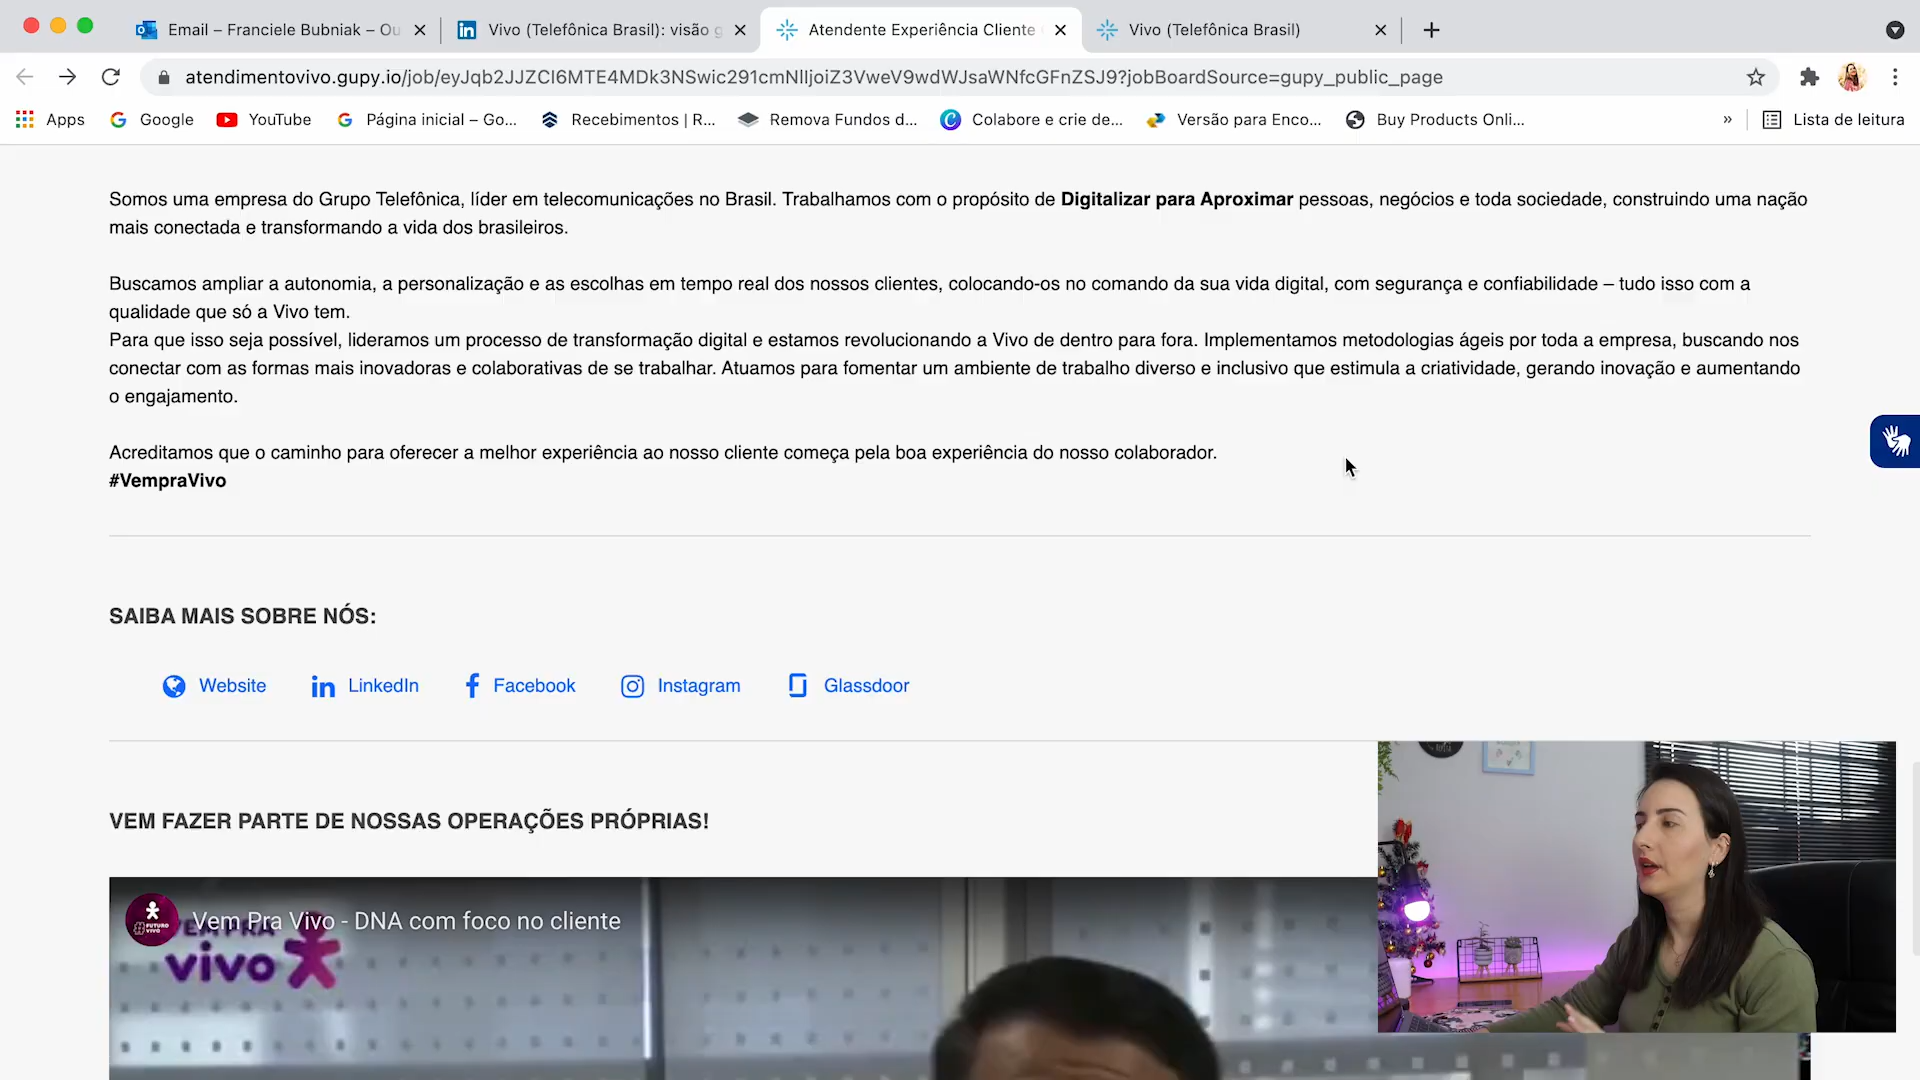 Email – Franciele Bubniak – Ou
Vivo (Telefônica Brasil): visão g
Atendente Experiência Cliente
Vivo (Telefônica Brasil)
atendimentovivo.gupy.io/job/eyJqb2JJZCI6MTE4MDk3NSwic291cmNlIjoiZ3VweV9wdWJsaWNfcGFnZSJ9?jobBoardSource=gupy_public_page
Apps
Google
YouTube
Página inicial – Go...
Recebimentos | R...
Remova Fundos d...
Colabore e crie de...
Versão para Enco...
Buy Products Onli...
»
Lista de leitura
Somos uma empresa do Grupo Telefônica, líder em telecomunicações no Brasil. Trabalhamos com o propósito de Digitalizar para Aproximar pessoas, negócios e toda sociedade, construindo uma nação
mais conectada e transformando a vida dos brasileiros.
Buscamos ampliar a autonomia, a personalização e as escolhas em tempo real dos nossos clientes, colocando-os no comando da sua vida digital, com segurança e confiabilidade – tudo isso com a
qualidade que só a Vivo tem.
Para que isso seja possível, lideramos um processo de transformação digital e estamos revolucionando a Vivo de dentro para fora. Implementamos metodologias ágeis por toda a empresa, buscando nos
conectar com as formas mais inovadoras e colaborativas de se trabalhar. Atuamos para fomentar um ambiente de trabalho diverso e inclusivo que estimula a criatividade, gerando inovação e aumentando
o engajamento.
Acreditamos que o caminho para oferecer a melhor experiência ao nosso cliente começa pela boa experiência do nosso colaborador.
#VempraVivo
SAIBA MAIS SOBRE NÓS:
Website
LinkedIn
Facebook
Instagram
Glassdoor
VEM FAZER PARTE DE NOSSAS OPERAÇÕES PRÓPRIAS!
#FUTURO
VIVO
Vem Pra Vivo - DNA com foco no cliente
VEM PRA
vivo